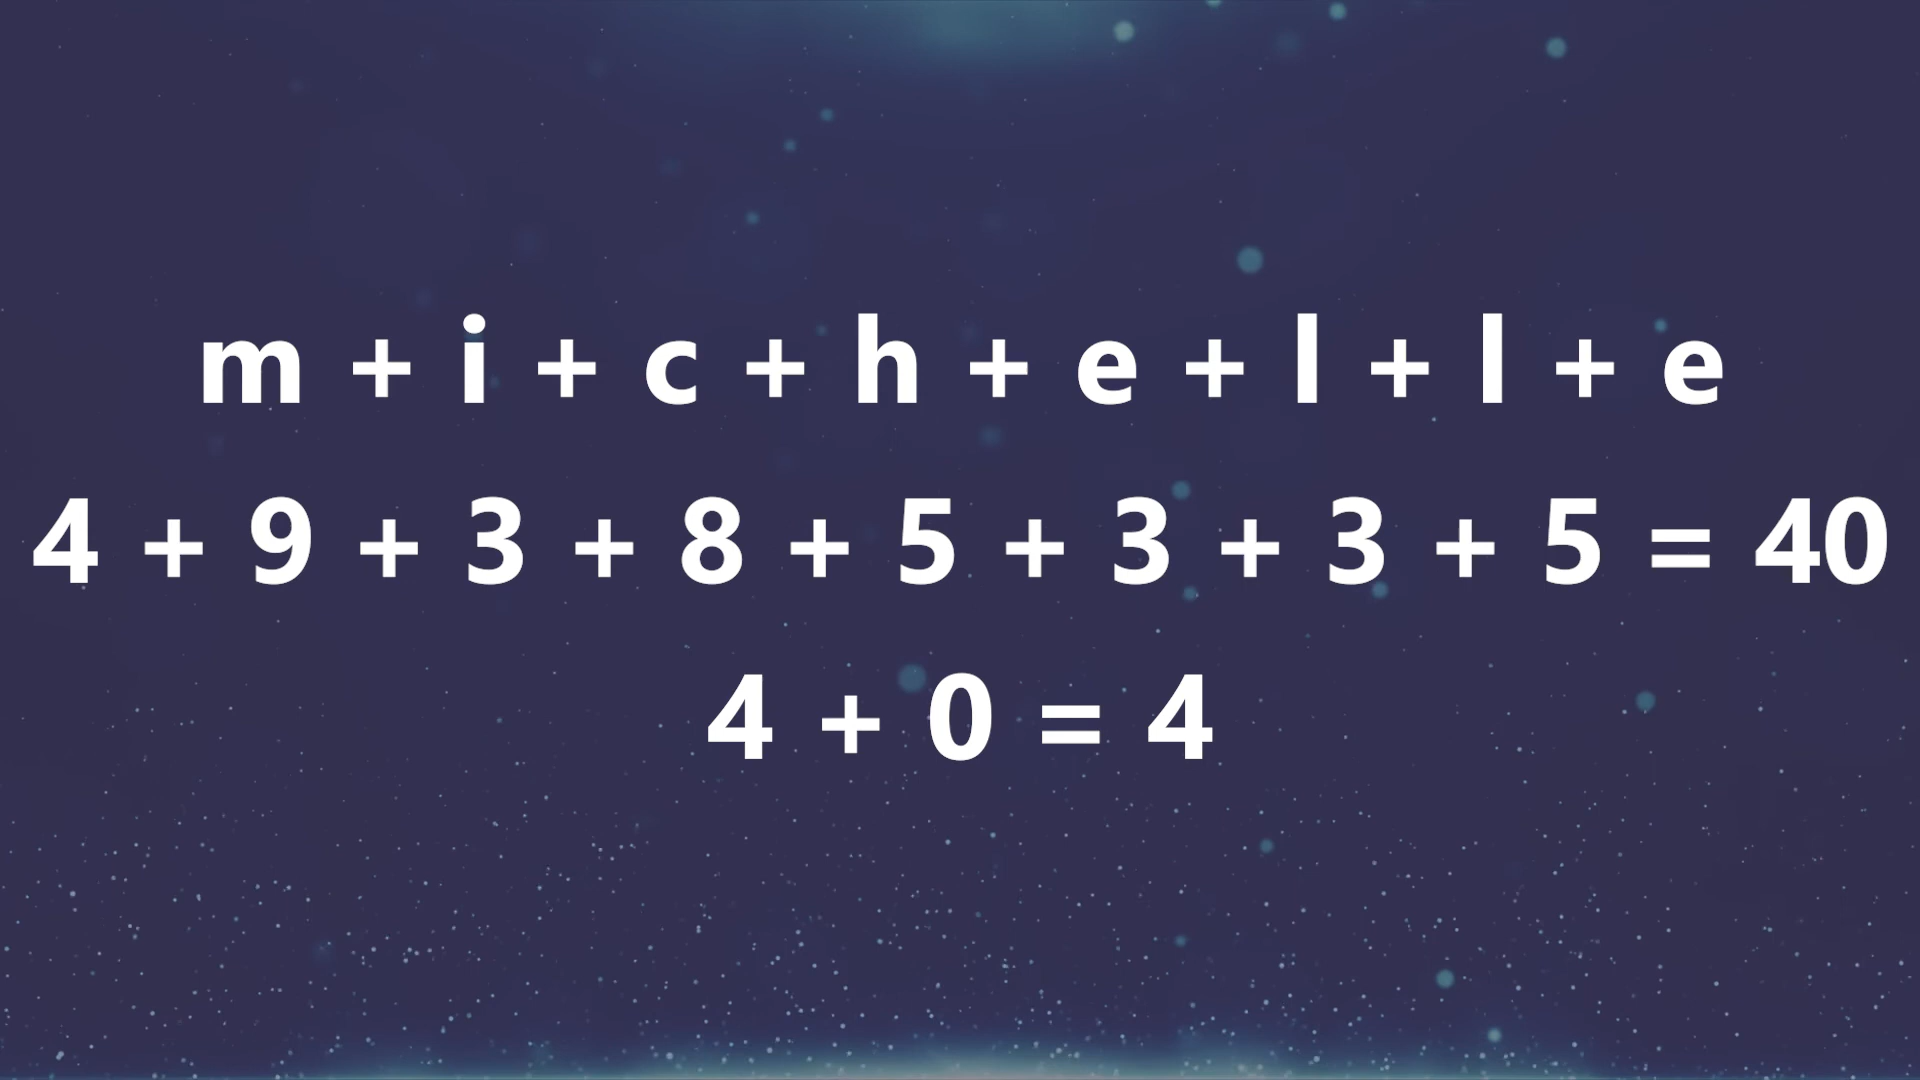 m + i + c + h + e + l + l + e
4 + 9 + 3 + 8 + 5 + 3 + 3 + 5 = 40
4 + 0 = 4